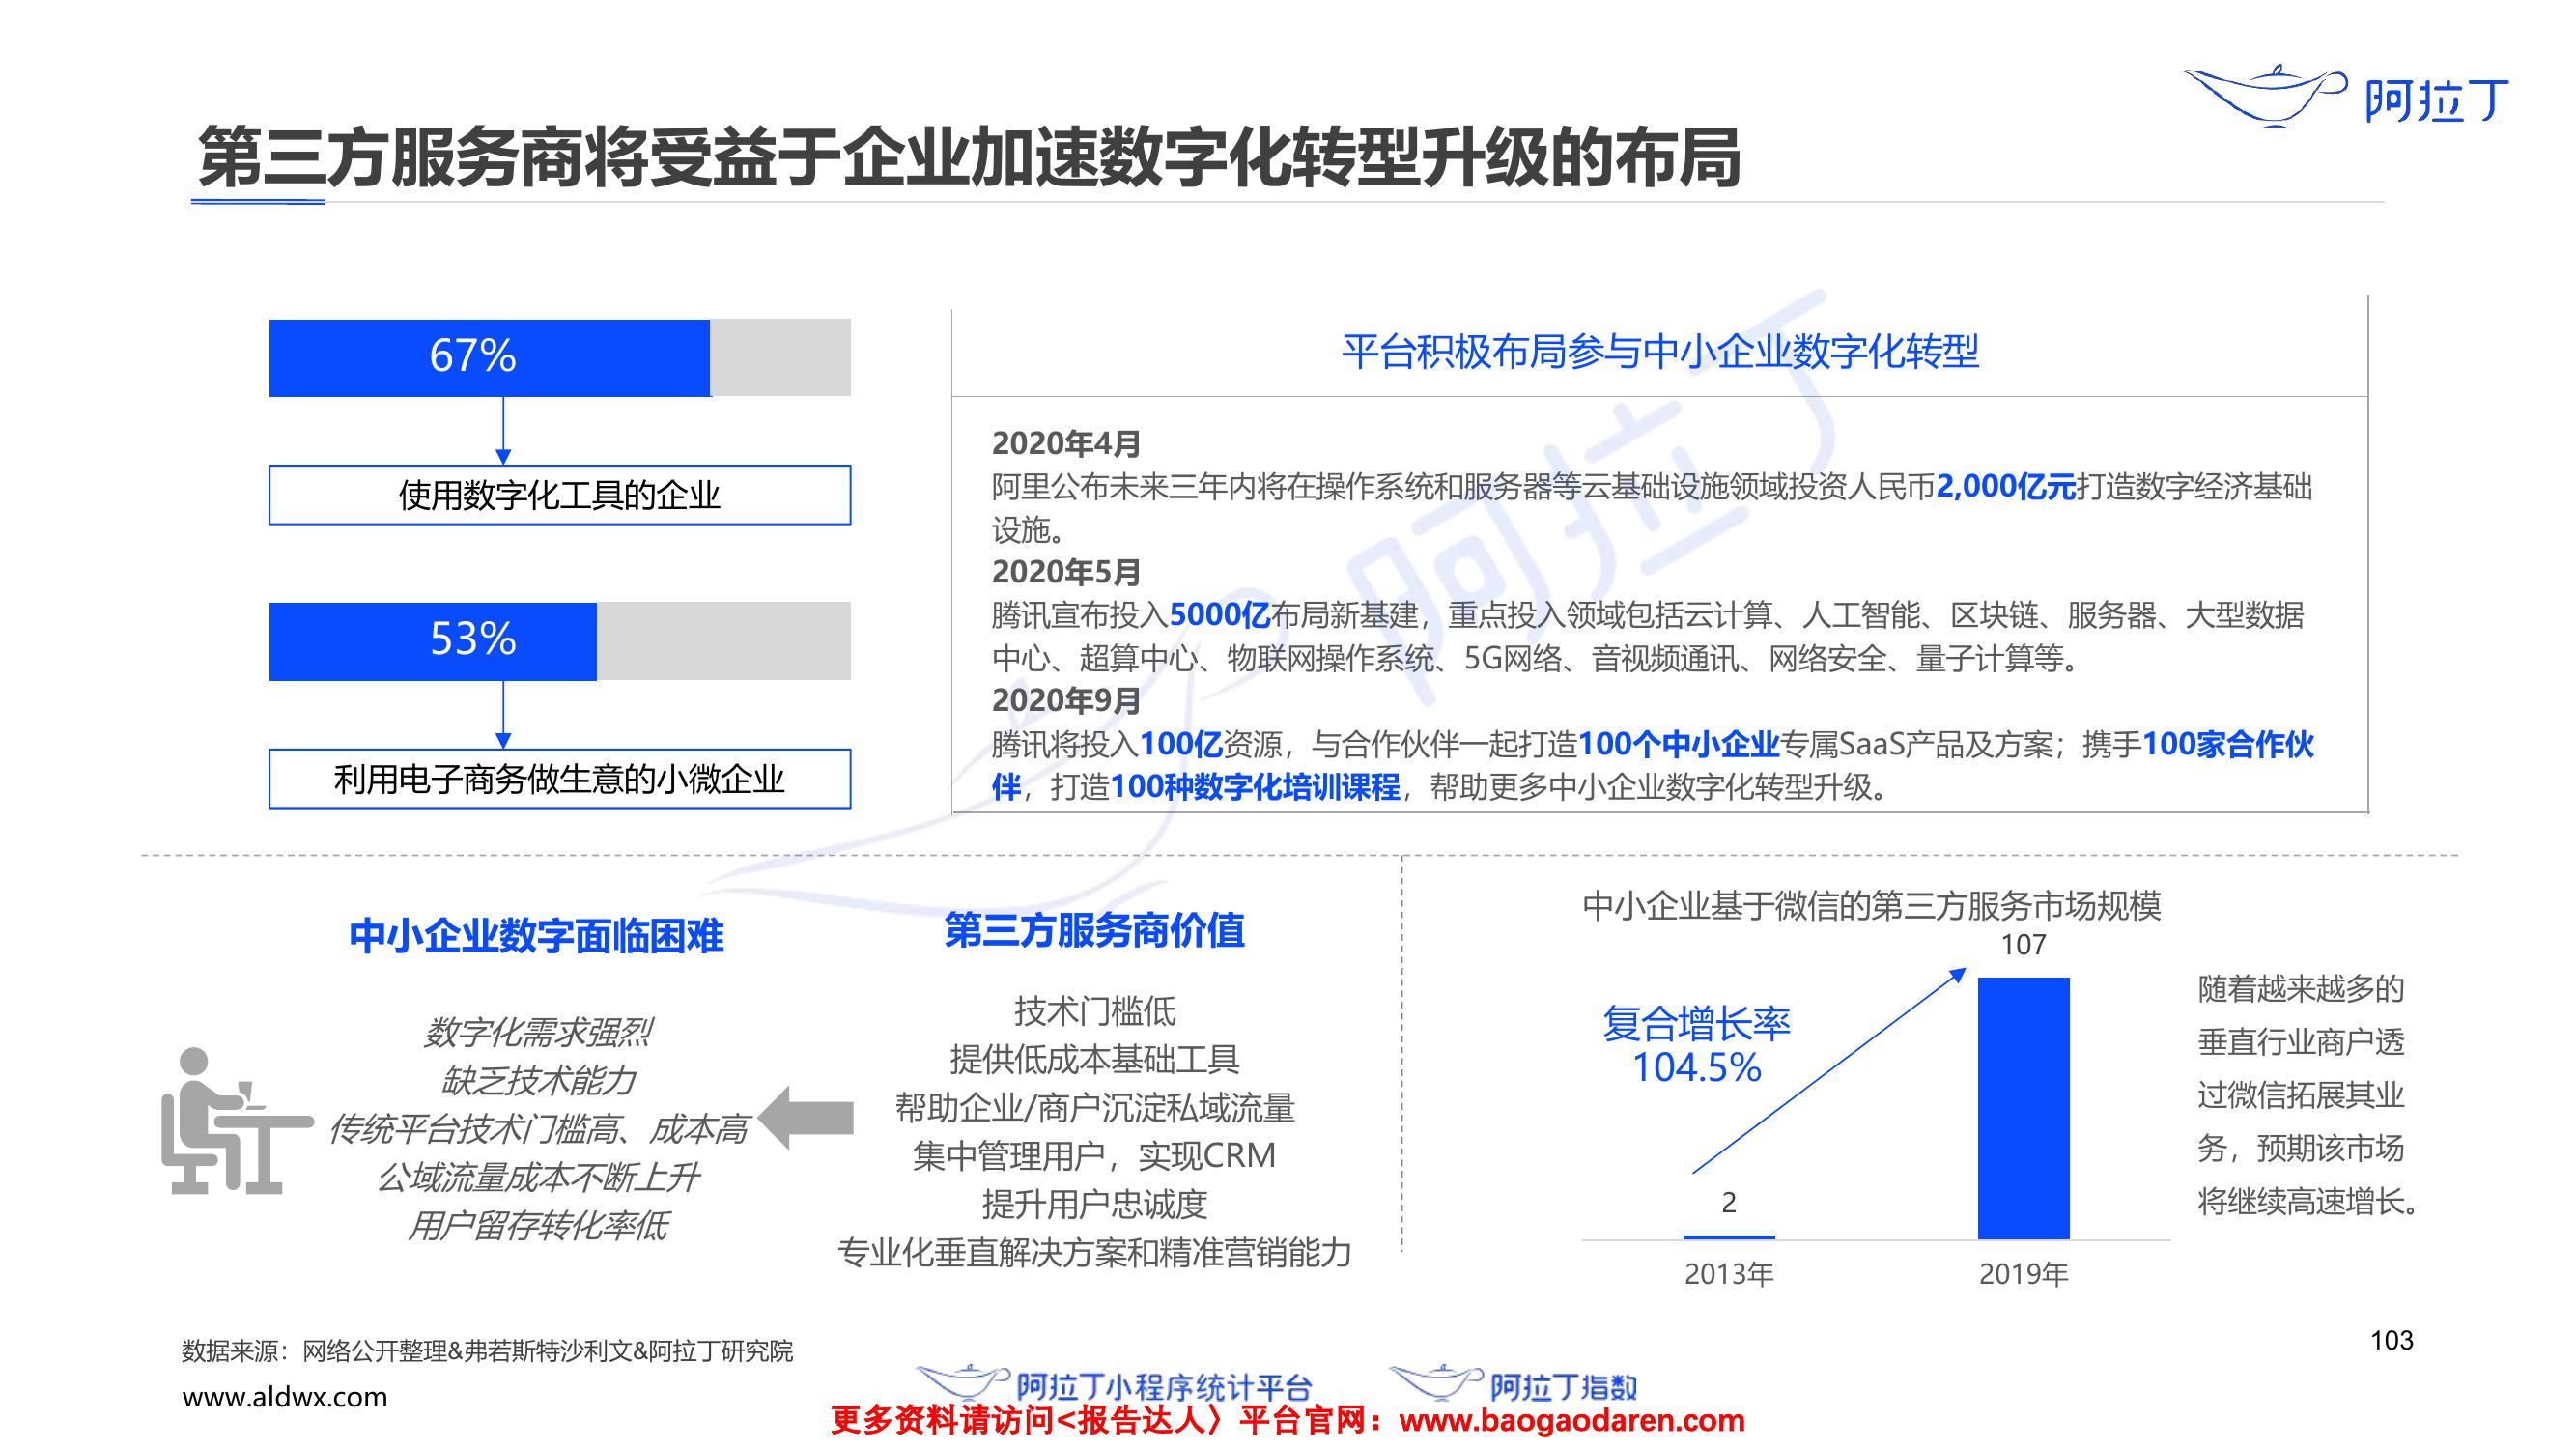 阿拉丁
第三方服务商将受益于企业加速数字化转型升级的布局
67%
使用数字化工具的企业
53%
利用电子商务做生意的小微企业
平台积极布局参与中小企业数字化转型
2020年4月
阿里公布未来三年内将在操作系统和服务器等云基础设施领域投资人民币2,000亿元打造数字经济基础
设施。
2020年5月
腾讯宣布投入5000亿布局新基建，重点投入领域包括云计算、人工智能、区块链、服务器、大型数据
中心、超算中心、物联网操作系统、5G网络、音视频通讯、网络安全、量子计算等。
2020年9月
腾讯将投入100亿资源，与合作伙伴一起打造100个中小企业专属SaaS产品及方案；携手100家合作伙
伴，打造100种数字化培训课程，帮助更多中小企业数字化转型升级。
阿拉丁
中小企业数字面临困难
数字化需求强烈
缺乏技术能力
传统平台技术门槛高、成本高
公域流量成本不断上升
用户留存转化率低
第三方服务商价值
技术门槛低
提供低成本基础工具
帮助企业/商户沉淀私域流量
集中管理用户，实现CRM
提升用户忠诚度
专业化垂直解决方案和精准营销能力
中小企业基于微信的第三方服务市场规模
107
复合增长率
104.5%
2
2013年
2019年
随着越来越多的
垂直行业商户透
过微信拓展其业
务，预期该市场
将继续高速增长。
数据来源：网络公开整理&弗若斯特沙利文&阿拉丁研究院
www.aldwx.com
阿拉丁小程序统计平台
阿拉丁指数
103
更多资料请访问<报告达人〉平台官网：www.baogaodaren.com